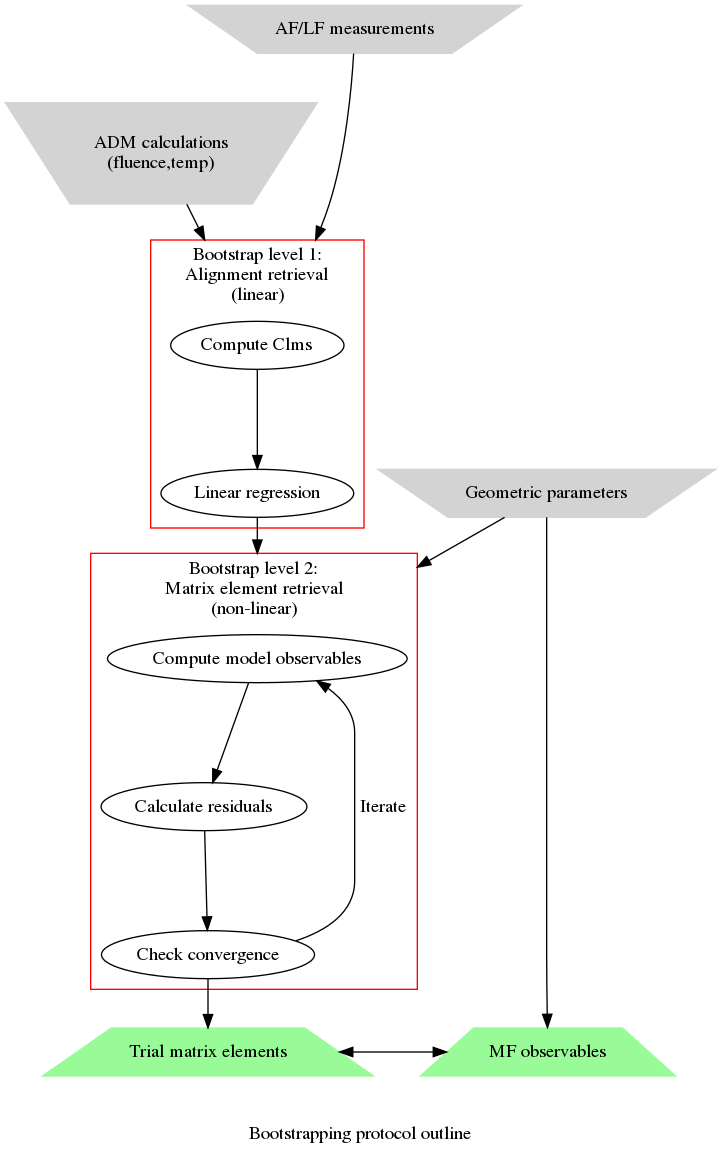 AF/LF measurements
ADM calculations
(fluence,temp)
Bootstrap level 1:
Alignment retrieval
(linear)
Compute Clms
Linear regression
Geometric parameters
Bootstrap level 2:
Matrix element retrieval
(non-linear)
Compute model observables
Calculate residuals
Iterate
Check convergence
Trial matrix elements
MF observables
Bootstrapping protocol outline